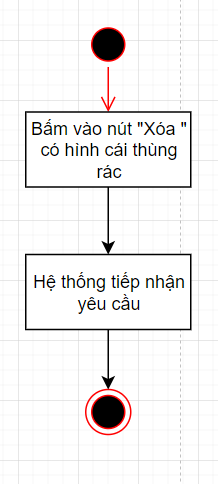 Bấm vào nút "Xóa "
có hình cái thùng
rác
Hệ thống tiếp nhận
yêu cầu